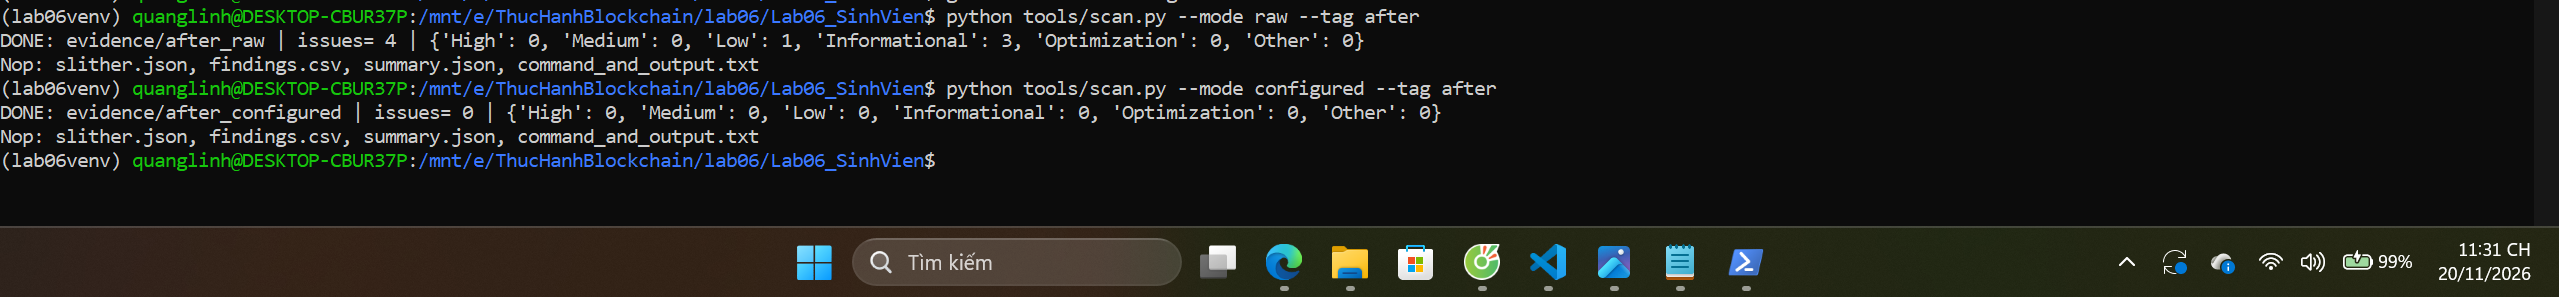 (lab06venv) quanglinh@DESKTOP-CBUR37P:/mnt/e/ThucHanhBlockchain/lab06/Lab06_SinhVien$ python tools/scan.py --mode raw --tag after
DONE: evidence/after_raw | issues= 4 | {'High': 0, 'Medium': 0, 'Low': 1, 'Informational': 3, 'Optimization': 0, 'Other': 0}
Nop: slither.json, findings.csv, summary.json, command_and_output.txt
(lab06venv) quanglinh@DESKTOP-CBUR37P:/mnt/e/ThucHanhBlockchain/lab06/Lab06_SinhVien$ python tools/scan.py --mode configured --tag after
DONE: evidence/after_configured | issues= 0 | {'High': 0, 'Medium': 0, 'Low': 0, 'Informational': 0, 'Optimization': 0, 'Other': 0}
Nop: slither.json, findings.csv, summary.json, command_and_output.txt
(lab06venv) quanglinh@DESKTOP-CBUR37P:/mnt/e/ThucHanhBlockchain/lab06/Lab06_SinhVien$
Tìm kiếm
99%
11:31 CH
20/11/2026